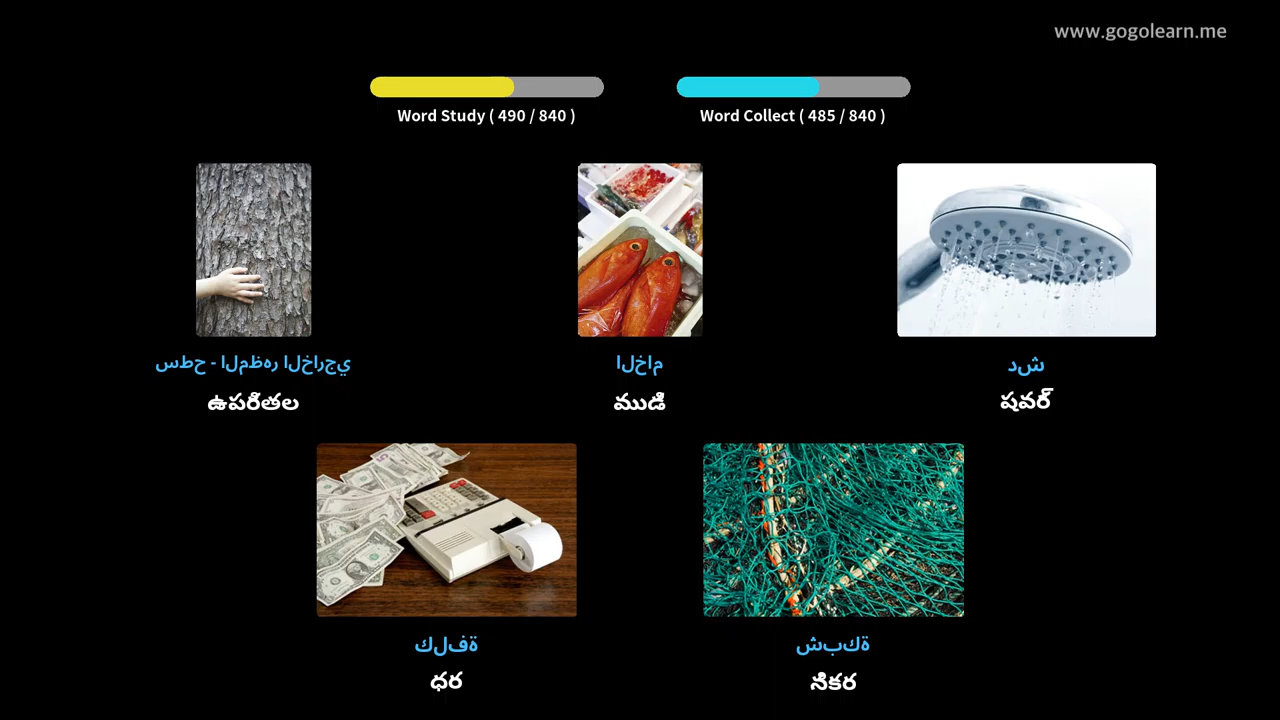 www.gogolearn.me
Word Study ( 490 / 840 )
Word Collect ( 485 / 840 )
سطح - المظهر الخارجي
الخام
دش
ఉపరితల
ముడి
షవర్
كلفة
شبكة
ధర
నికర